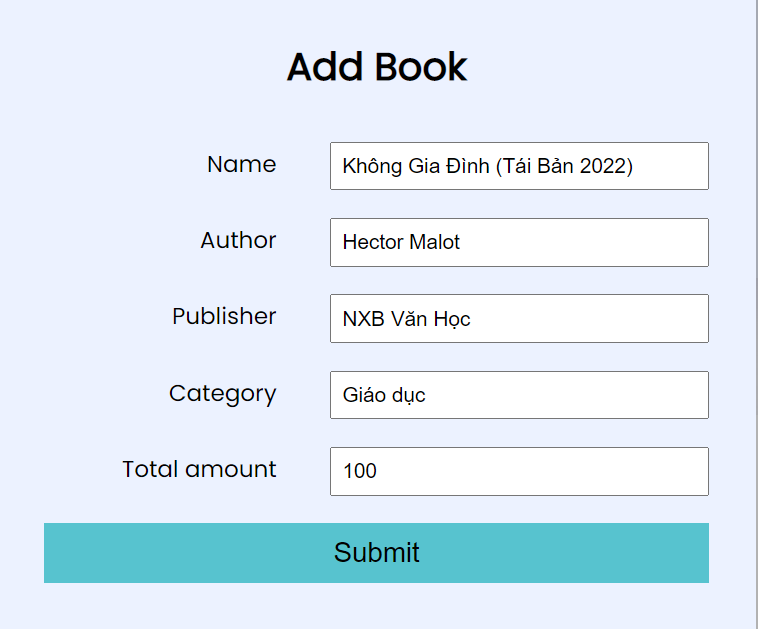 Add Book
Name Không Gia Đình (Tái Bản 2022)
Author Hector Malot
Publisher NXB Văn Học
Category Giáo dục
Total amount 100
Submit